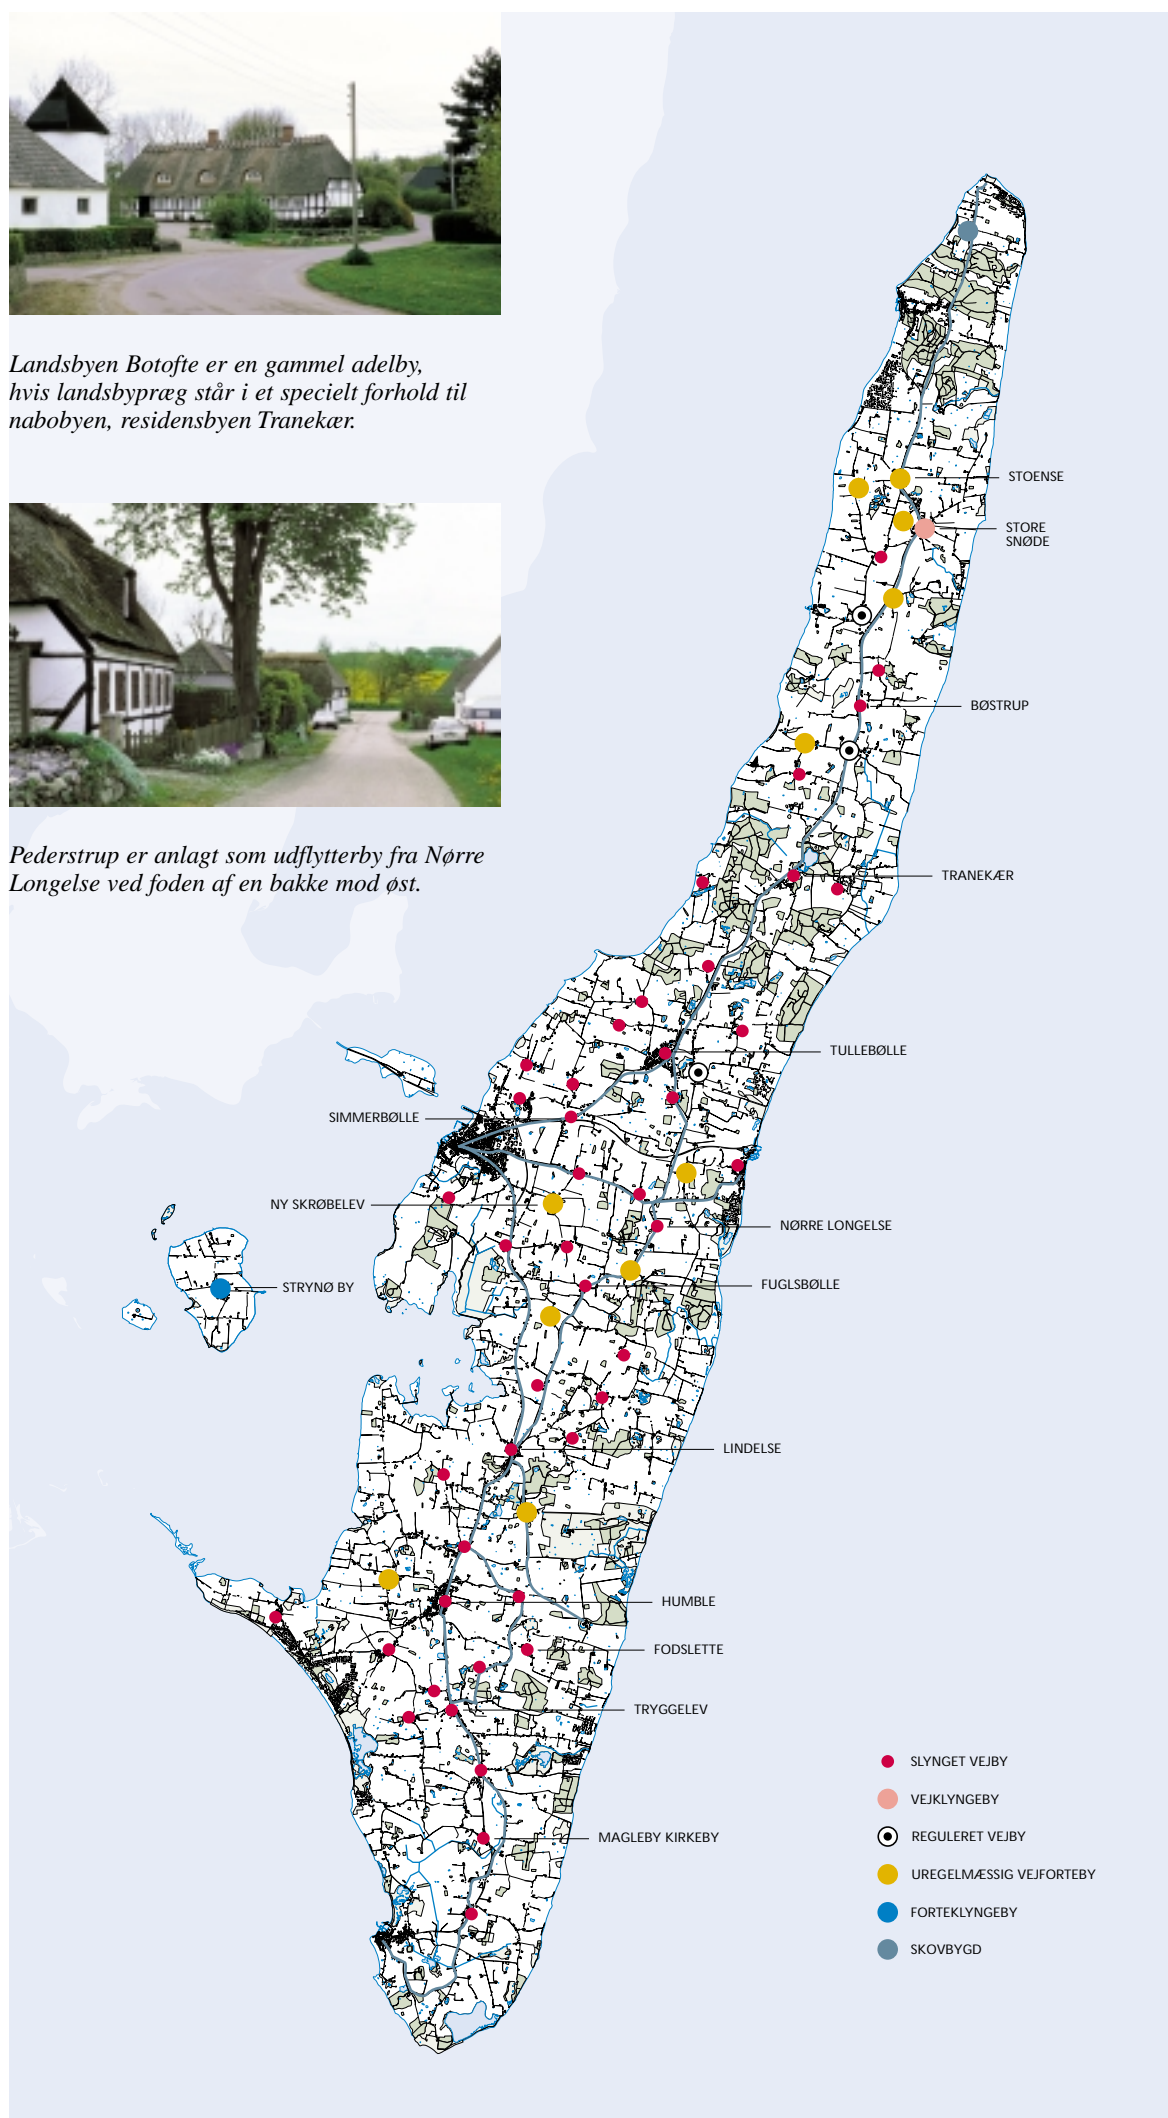 Landsbyen Botofte er en gammel adelby,
hvis landsbypræg står i et specielt forhold til
nabobyen, residensbyen Tranekær.
Pederstrup er anlagt som udflytterby fra Nørre
Longelse ved foden af en bakke mod øst.
STOENSE
STORE
SNØDE
BØSTRUP
TRANEKÆR
TULLEBØLLE
SIMMERBØLLE
NY SKRØBELEV
NØRRE LONGELSE
STRYNØ BY
FUGLSBØLLE
LINDELSE
HUMBLE
FODSLETTE
TRYGGELEV
MAGLEBY KIRKEBY
SLYNGET VEJBY
VEJKLYNGEBY
REGULERET VEJBY
UREGELMÆSSIG VEJFORTEBY
FORTEKLYNGEBY
SKOVBYGD